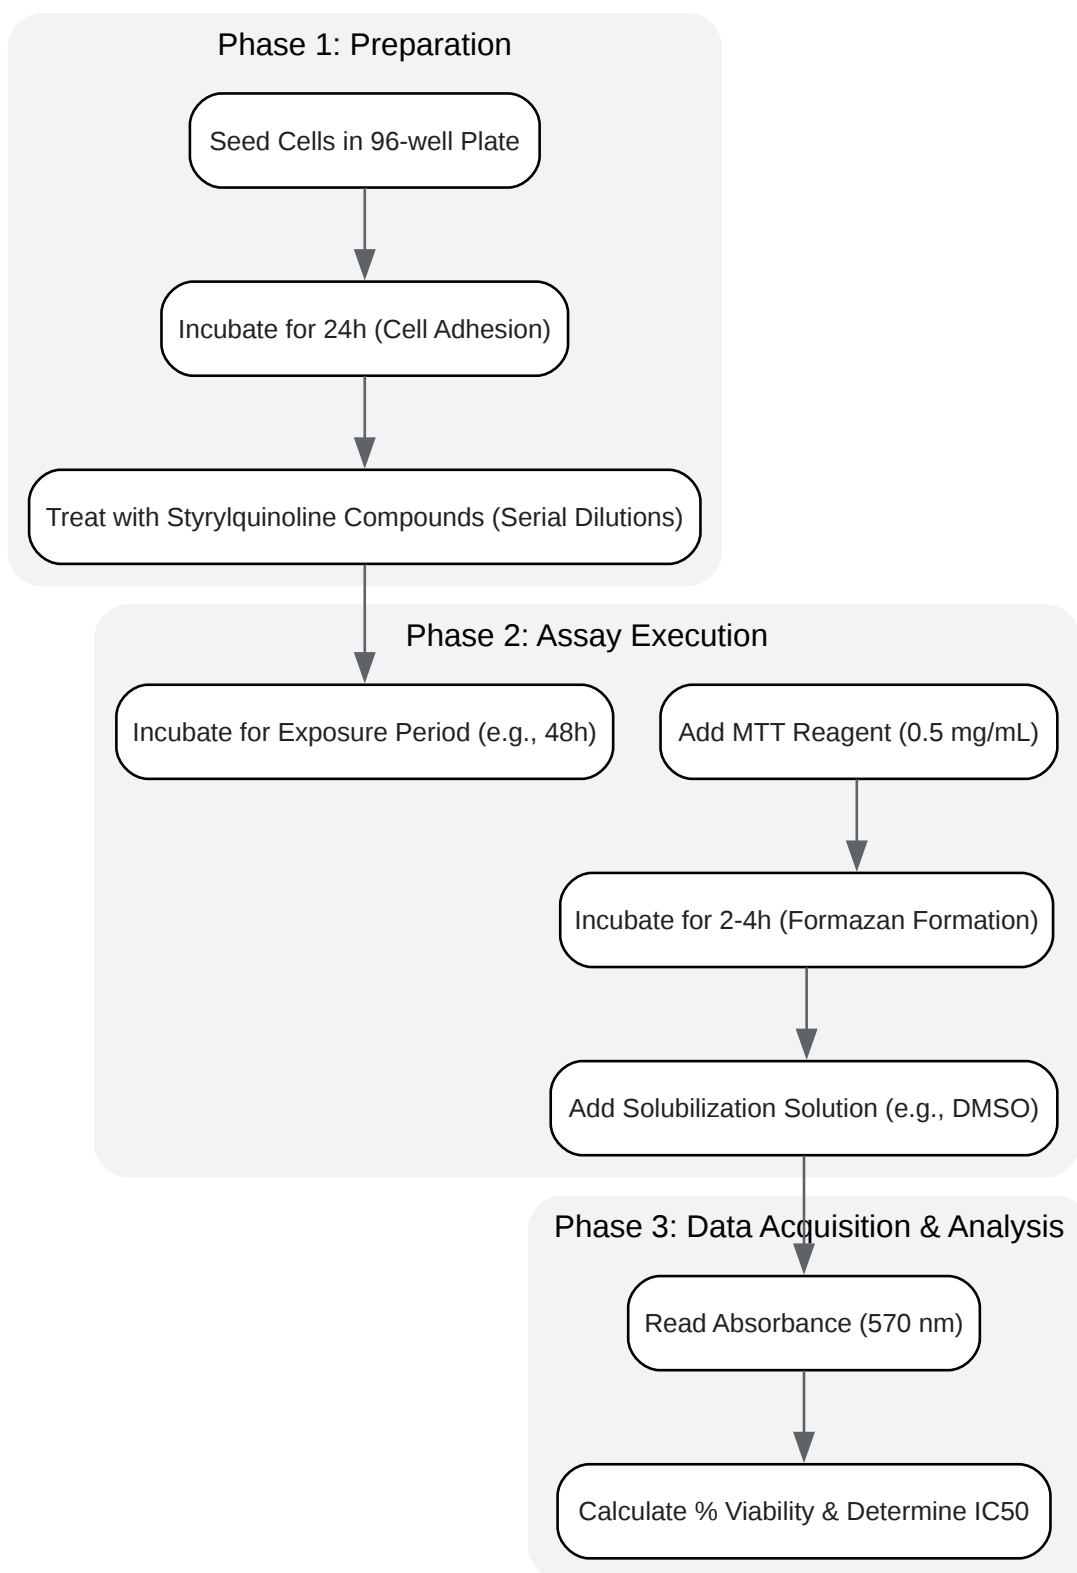 Phase 1: Preparation
Seed Cells in 96-well Plate
Incubate for 24h (Cell Adhesion)
Treat with Styrylquinoline Compounds (Serial Dilutions)
Phase 2: Assay Execution
Incubate for Exposure Period (e.g., 48h)
Add MTT Reagent (0.5 mg/mL)
Incubate for 2-4h (Formazan Formation)
Add Solubilization Solution (e.g., DMSO)
Phase 3: Data Acquisition & Analysis
Read Absorbance (570 nm)
Calculate % Viability & Determine IC50